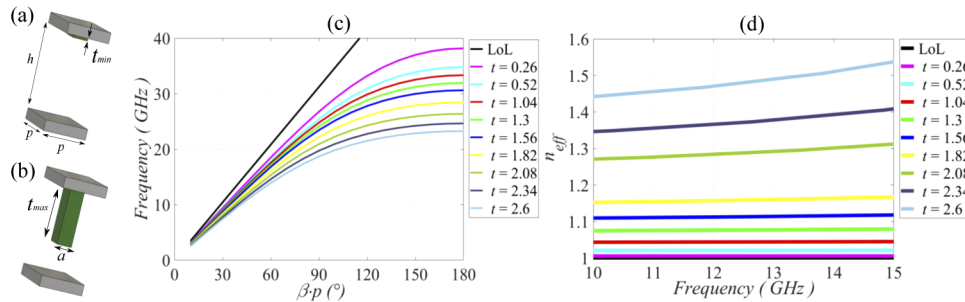 (a)
t_min
h
p
p
(b)
t_max
a
(c)
Frequency ( GHz )
40
30
20
10
0
0 30 60 90 120 150 180
β·p (°)
LoL
t = 0.26
t = 0.52
t = 1.04
t = 1.3
t = 1.56
t = 1.82
t = 2.08
t = 2.34
t = 2.6
(d)
n_eff
1.6
1.5
1.4
1.3
1.2
1.1
1
10 11 12 13 14 15
Frequency ( GHz )
LoL
t = 0.26
t = 0.52
t = 1.04
t = 1.3
t = 1.56
t = 1.82
t = 2.08
t = 2.34
t = 2.6